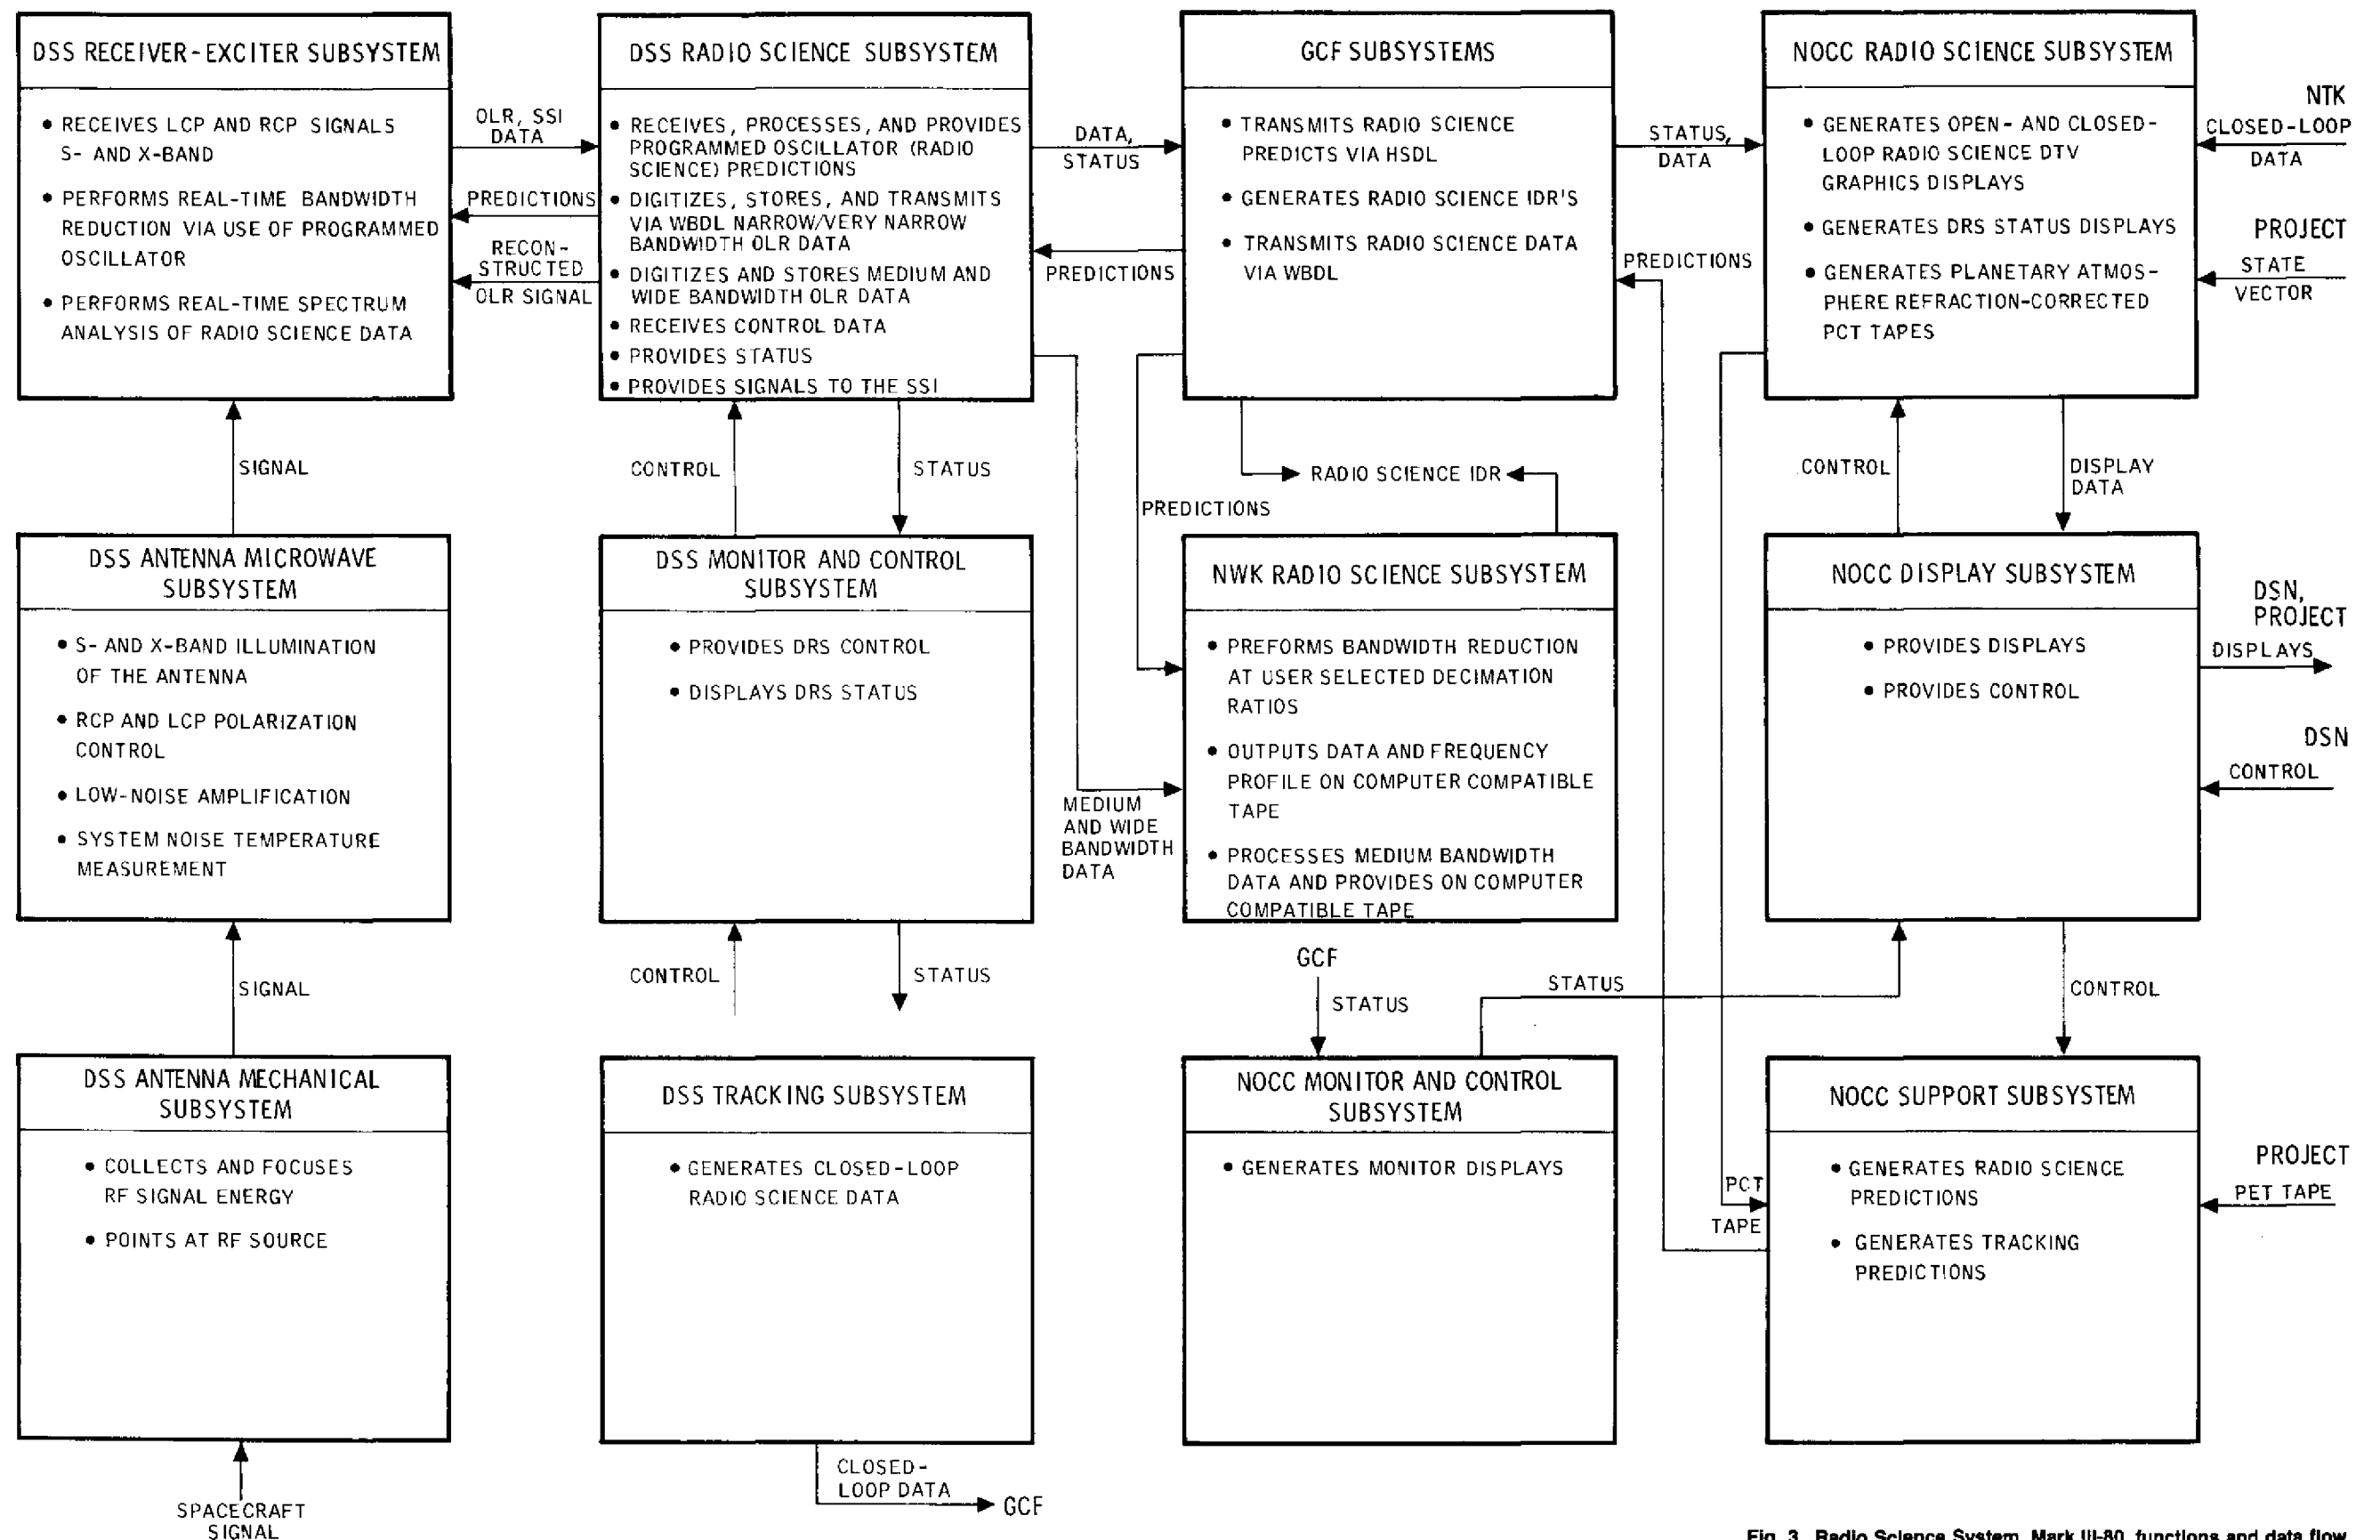 DSS RECEIVER-EXCITER SUBSYSTEM
• RECEIVES LCP AND RCP SIGNALS
S- AND X-BAND
• PERFORMS REAL-TIME BANDWIDTH
REDUCTION VIA USE OF PROGRAMMED
OSCILLATOR
• PERFORMS REAL-TIME SPECTRUM
ANALYSIS OF RADIO SCIENCE DATA
OLR, SSI
DATA
PREDICTIONS
RECON-
STRUCTED
OLR SIGNAL
DSS RADIO SCIENCE SUBSYSTEM
• RECEIVES, PROCESSES, AND PROVIDES
PROGRAMMED OSCILLATOR (RADIO
SCIENCE) PREDICTIONS
• DIGITIZES, STORES, AND TRANSMITS
VIA WBDL NARROW/VERY NARROW
BANDWIDTH OLR DATA
• DIGITIZES AND STORES MEDIUM AND
WIDE BANDWIDTH OLR DATA
• RECEIVES CONTROL DATA
• PROVIDES STATUS
• PROVIDES SIGNALS TO THE SSI
DATA,
STATUS
PREDICTIONS
GCF SUBSYSTEMS
• TRANSMITS RADIO SCIENCE
PREDICTS VIA HSDL
• GENERATES RADIO SCIENCE IDR'S
• TRANSMITS RADIO SCIENCE DATA
VIA WBDL
STATUS,
DATA
PREDICTIONS
NOCC RADIO SCIENCE SUBSYSTEM
• GENERATES OPEN- AND CLOSED-
LOOP RADIO SCIENCE DTV
GRAPHICS DISPLAYS
• GENERATES DRS STATUS DISPLAYS
• GENERATES PLANETARY ATMOS-
PHERE REFRACTION-CORRECTED
PCT TAPES
NTK
CLOSED-LOOP
DATA
PROJECT
STATE
VECTOR
SIGNAL
CONTROL
STATUS
RADIO SCIENCE IDR
PREDICTIONS
CONTROL
DISPLAY
DATA
DSS ANTENNA MICROWAVE
SUBSYSTEM
• S- AND X-BAND ILLUMINATION
OF THE ANTENNA
• RCP AND LCP POLARIZATION
CONTROL
• LOW-NOISE AMPLIFICATION
• SYSTEM NOISE TEMPERATURE
MEASUREMENT
DSS MONITOR AND CONTROL
SUBSYSTEM
• PROVIDES DRS CONTROL
• DISPLAYS DRS STATUS
MEDIUM
AND WIDE
BANDWIDTH
DATA
NWK RADIO SCIENCE SUBSYSTEM
• PREFORMS BANDWIDTH REDUCTION
AT USER SELECTED DECIMATION
RATIOS
• OUTPUTS DATA AND FREQUENCY
PROFILE ON COMPUTER COMPATIBLE
TAPE
• PROCESSES MEDIUM BANDWIDTH
DATA AND PROVIDES ON COMPUTER
COMPATIBLE TAPE
NOCC DISPLAY SUBSYSTEM
• PROVIDES DISPLAYS
• PROVIDES CONTROL
DSN,
PROJECT
DISPLAYS
DSN
CONTROL
SIGNAL
CONTROL
STATUS
GCF
STATUS
STATUS
CONTROL
DSS ANTENNA MECHANICAL
SUBSYSTEM
• COLLECTS AND FOCUSES
RF SIGNAL ENERGY
• POINTS AT RF SOURCE
DSS TRACKING SUBSYSTEM
• GENERATES CLOSED-LOOP
RADIO SCIENCE DATA
NOCC MONITOR AND CONTROL
SUBSYSTEM
• GENERATES MONITOR DISPLAYS
PCT
TAPE
NOCC SUPPORT SUBSYSTEM
• GENERATES RADIO SCIENCE
PREDICTIONS
• GENERATES TRACKING
PREDICTIONS
PROJECT
PET TAPE
SPACECRAFT
SIGNAL
CLOSED-
LOOP DATA
GCF
Fig. 3. Radio Science System, Mark III-80, functions and data flow